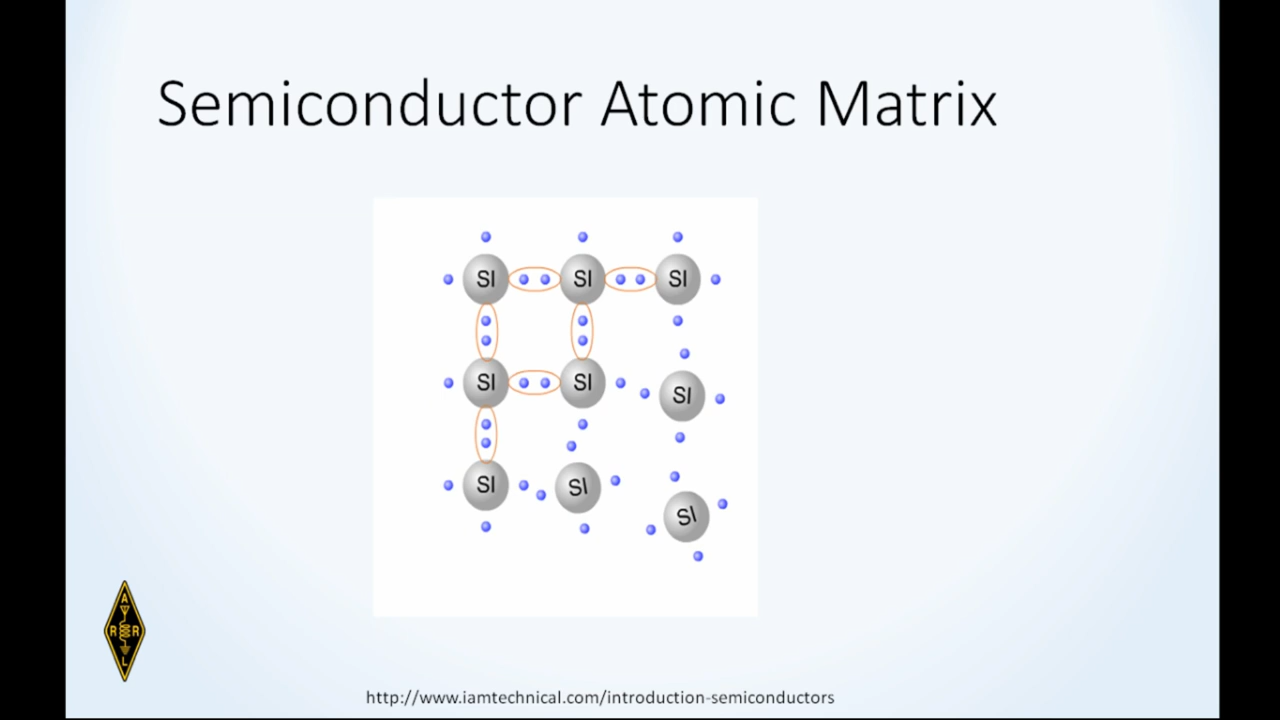 Semiconductor Atomic Matrix
SI SI SI
SI SI SI
SI SI SI
A
R R
L
http://www.iamtechnical.com/introduction-semiconductors